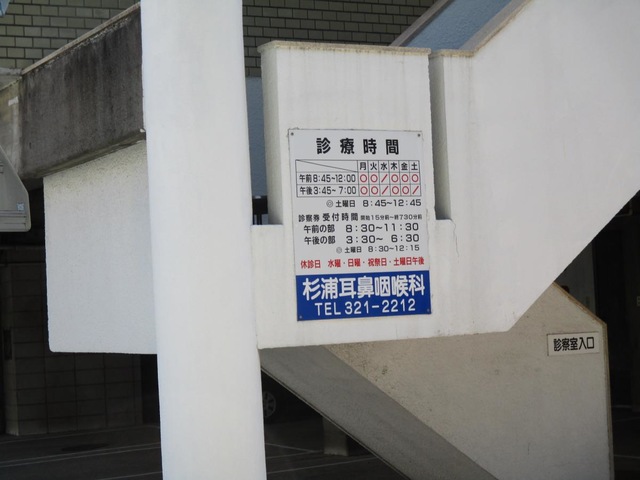 診療時間
月火水木金土
午前 8:45~12:00 ○○／○○○
午後 3:45~ 7:00 ○○／○○／
◎土曜日 8:45~12:45
診察券 受付時間
午前の部 8:30~11:30
午後の部 3:30~ 6:30
◎土曜日 8:30~12:15
休診日 水曜・日曜・祝祭日・土曜日午後
杉浦耳鼻咽喉科
TEL 321-2212
診察室入口